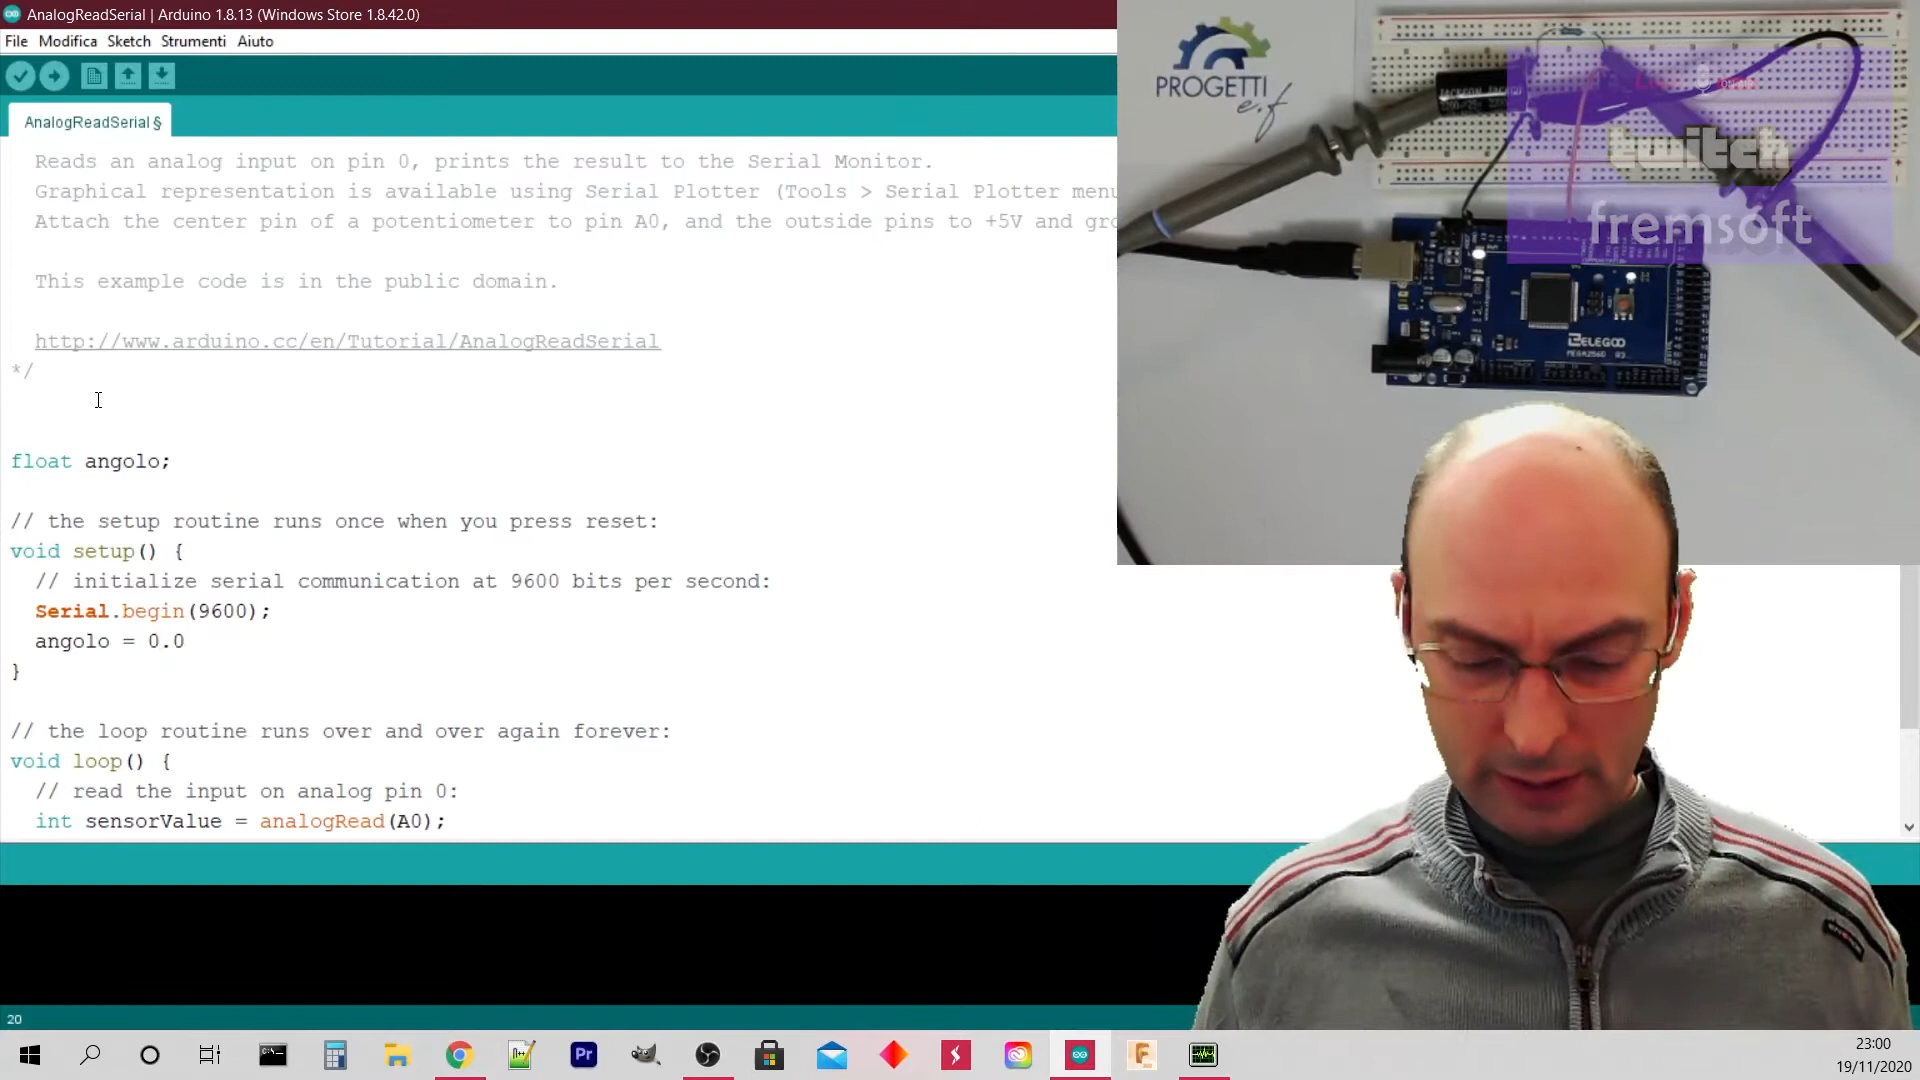 AnalogReadSerial | Arduino 1.8.13 (Windows Store 1.8.42.0)
File Modifica Sketch Strumenti Aiuto
AnalogReadSerial §
Reads an analog input on pin 0, prints the result to the Serial Monitor.
Graphical representation is available using Serial Plotter (Tools > Serial Plotter menu
Attach the center pin of a potentiometer to pin A0, and the outside pins to +5V and gro
This example code is in the public domain.
http://www.arduino.cc/en/Tutorial/AnalogReadSerial
*/
float angolo;
// the setup routine runs once when you press reset:
void setup() {
// initialize serial communication at 9600 bits per second:
Serial.begin(9600);
angolo = 0.0
}
// the loop routine runs over and over again forever:
void loop() {
// read the input on analog pin 0:
int sensorValue = analogRead(A0);
20
PROGETTI
e.f
twitch
fremsoft
ELEGOO
MEGA2560 R3
Pr
23:00
19/11/2020